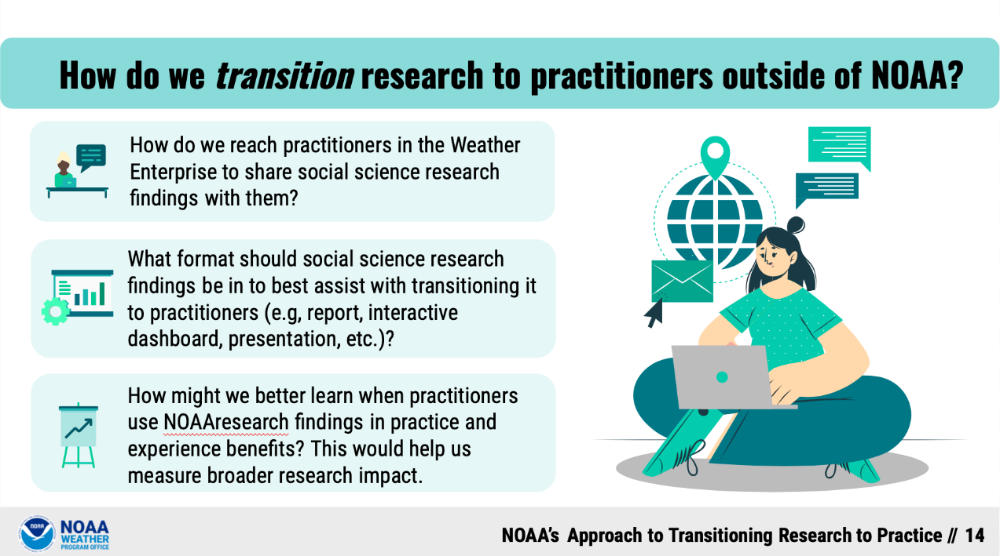 How do we transition research to practitioners outside of NOAA?
How do we reach practitioners in the Weather
Enterprise to share social science research
findings with them?
What format should social science research
findings be in to best assist with transitioning it
to practitioners (e.g, report, interactive
dashboard, presentation, etc.)?
How might we better learn when practitioners
use NOAAresearch findings in practice and
experience benefits? This would help us
measure broader research impact.
NOAA
NOAA
WEATHER
PROGRAM OFFICE
NOAA's Approach to Transitioning Research to Practice // 14